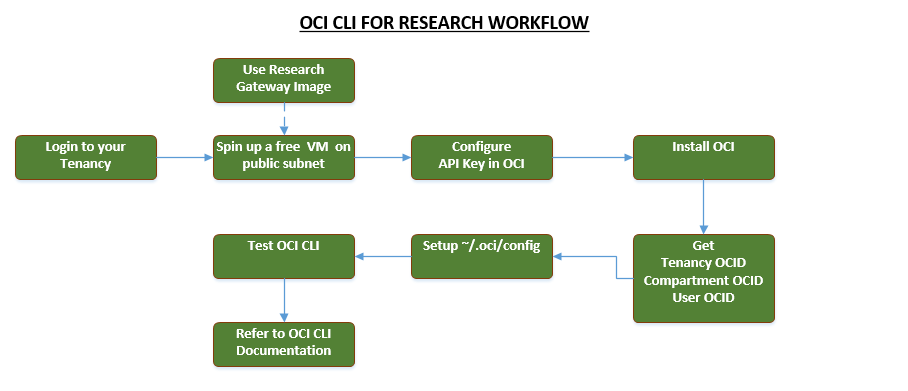 OCI CLI FOR RESEARCH WORKFLOW
Use Research
Gateway Image
Login to your
Tenancy
Spin up a free VM on
public subnet
Configure
API Key in OCI
Install OCI
Get
Tenancy OCID
Compartment OCID
User OCID
Setup ~/.oci/config
Test OCI CLI
Refer to OCI CLI
Documentation